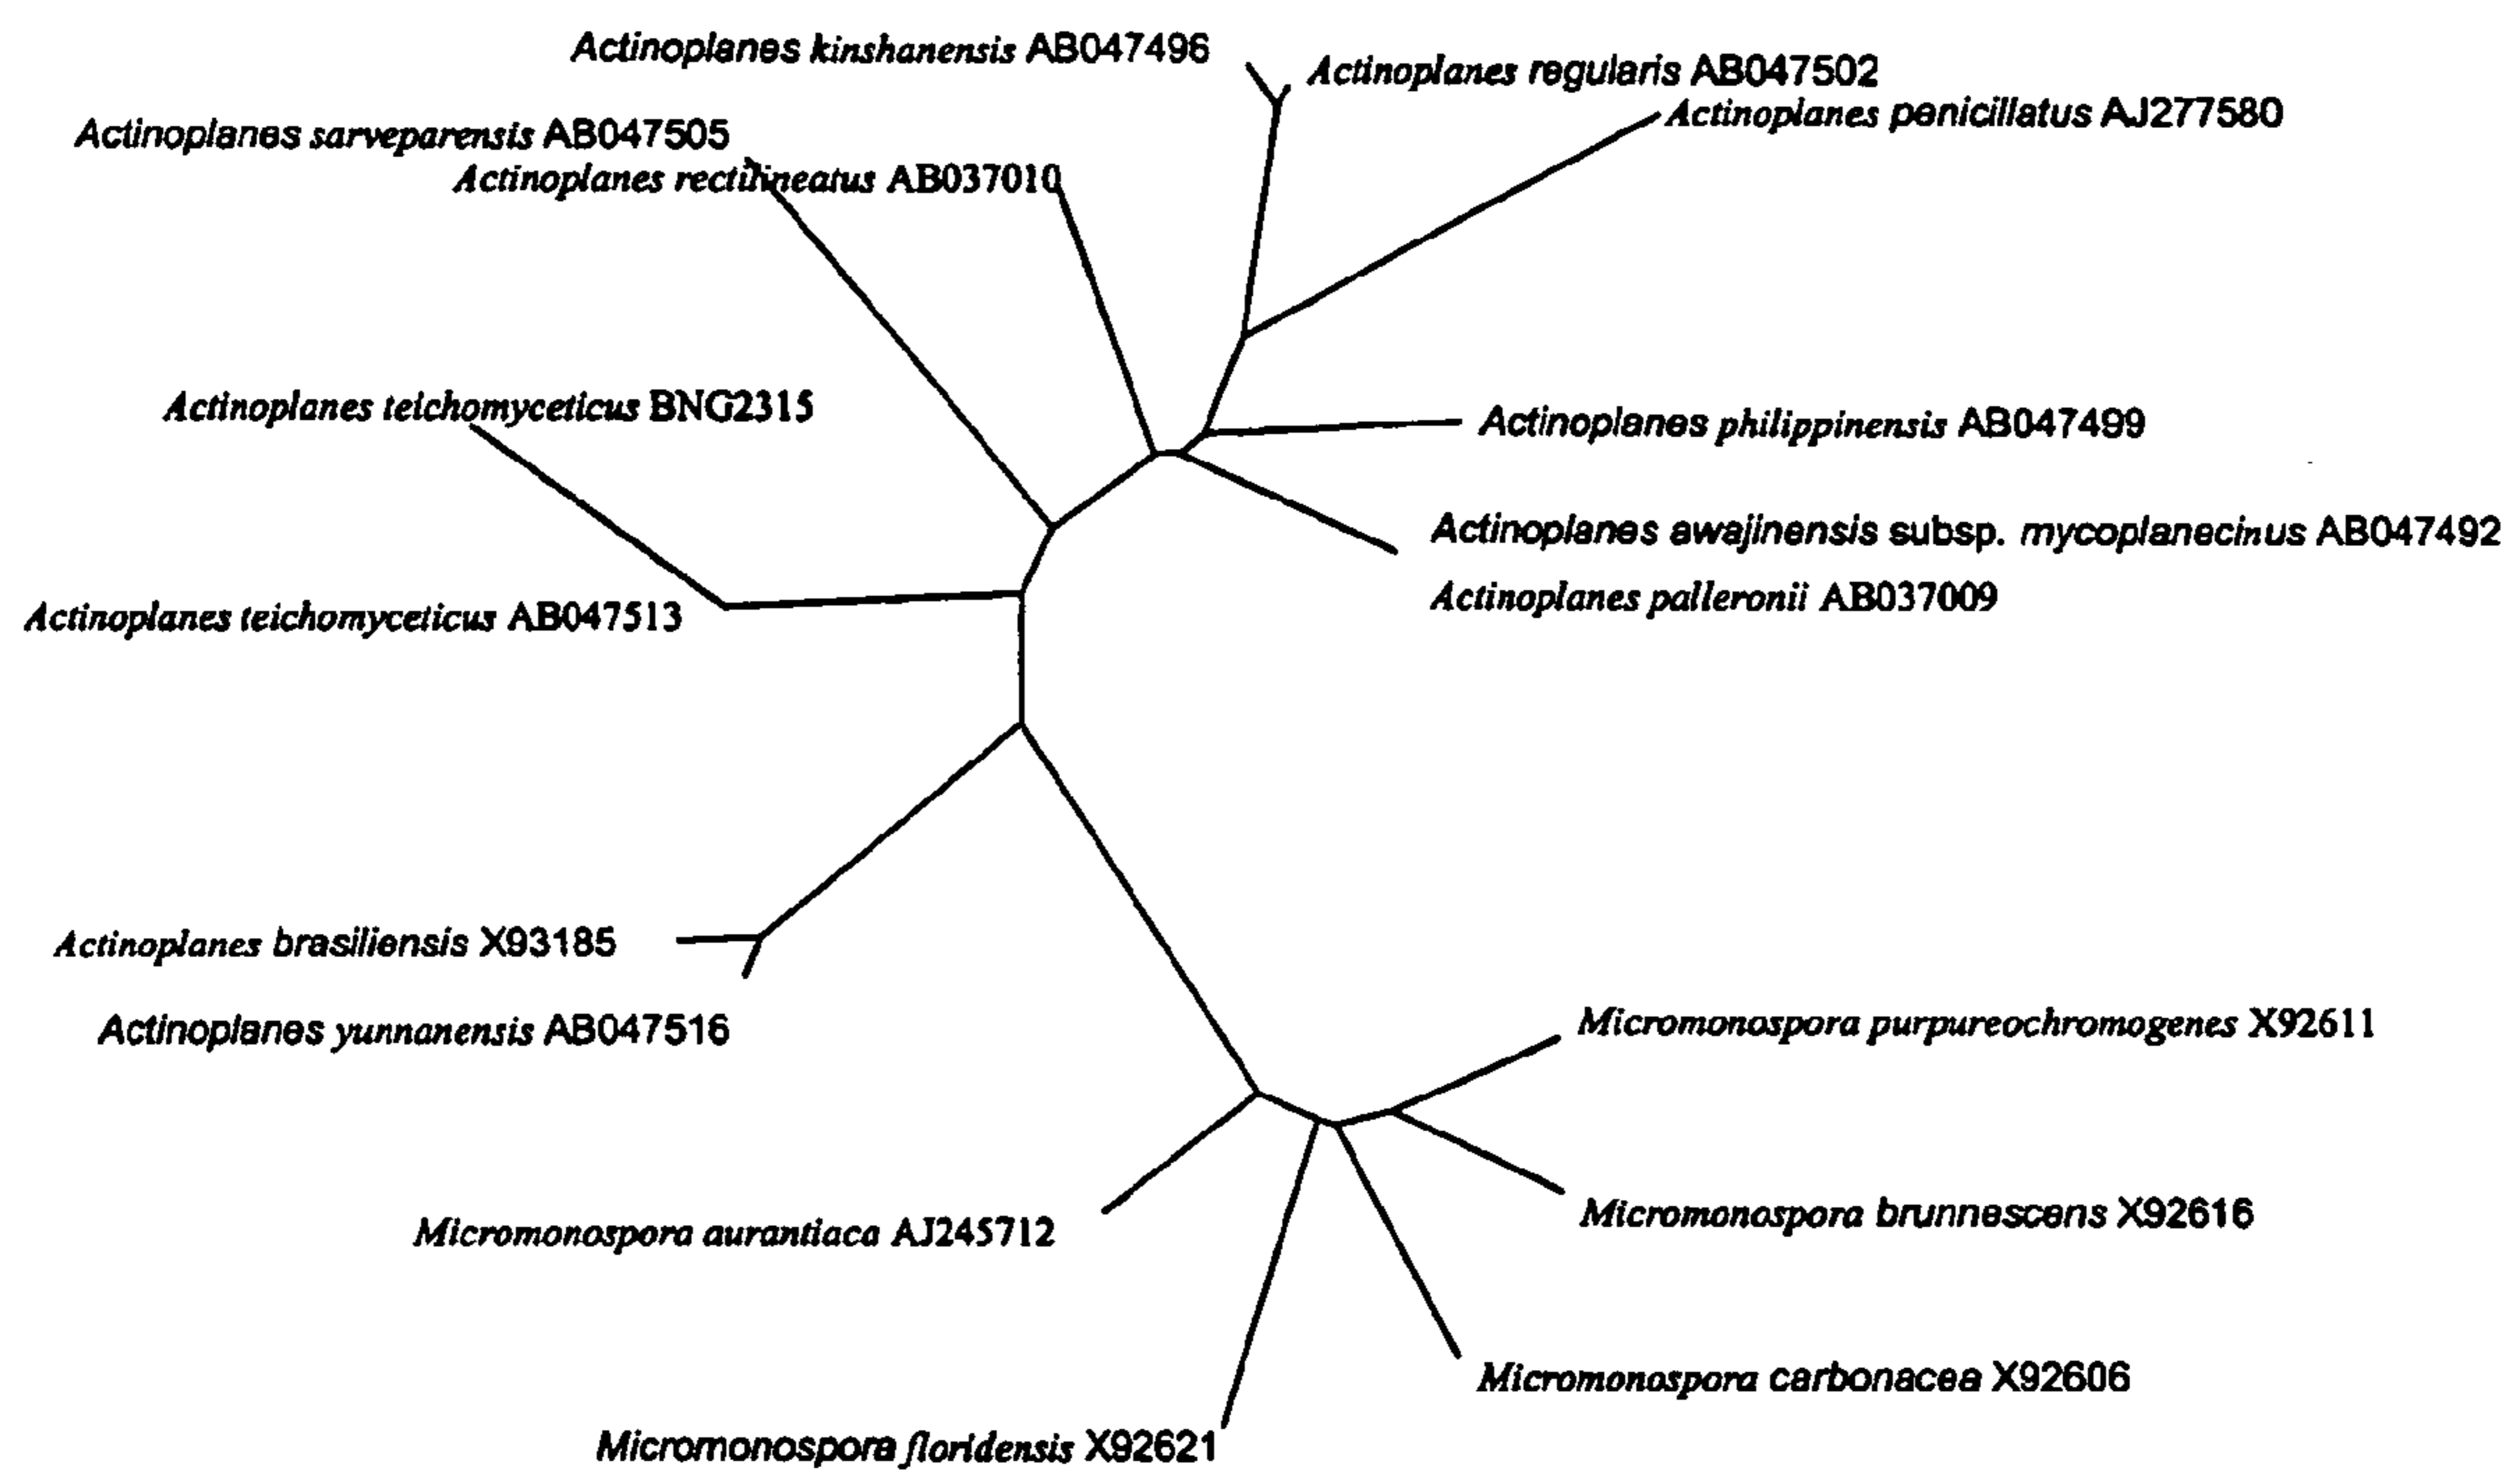 Actinoplanes kinshanensis AB047496
Actinoplanes regularis AB047502
Actinoplanes penicillatus AJ277580
Actinoplanes sarveparensis AB047505
Actinoplanes rectilineatus AB037010
Actinoplanes teichomyceticus BNG2315
Actinoplanes philippinensis AB047499
Actinoplanes awajinensis subsp. mycoplanecinus AB047492
Actinoplanes palleronii AB037009
Actinoplanes teichomyceticus AB047513
Actinoplanes brasiliensis X93185
Actinoplanes yunnanensis AB047516
Micromonospora purpureochromogenes X92611
Micromonospora brunnescens X92616
Micromonospora aurantiaca AJ245712
Micromonospora carbonacea X92606
Micromonospora floridensis X92621